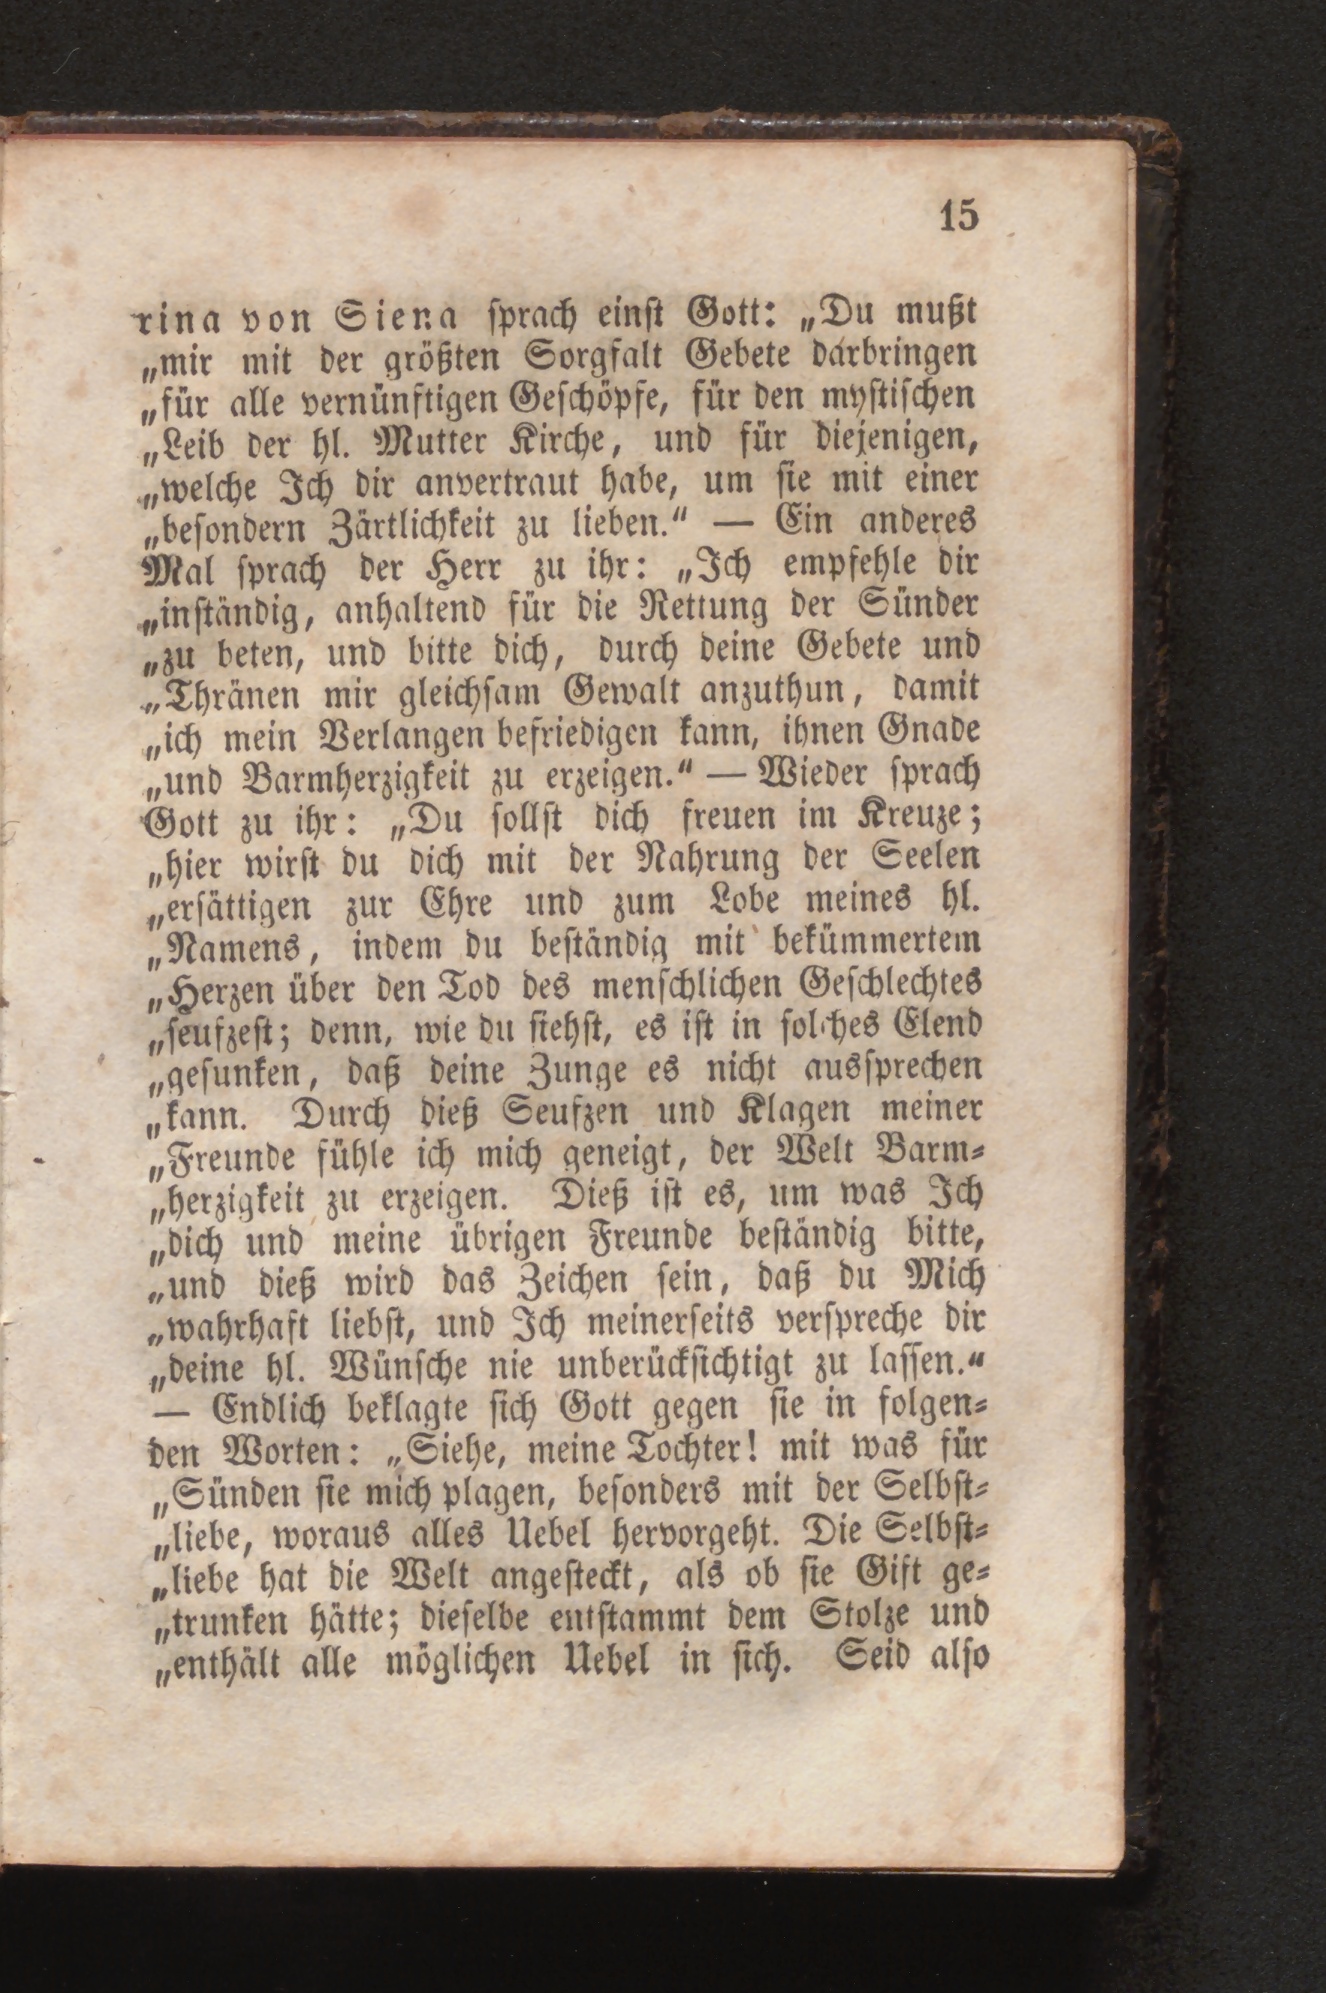 15
rina von Siena sprach einst Gott: „Du mußt
„mir mit der größten Sorgfalt Gebete darbringen
„für alle vernünftigen Geschöpfe, für den mystischen
„Leib der hl. Mutter Kirche, und für diejenigen,
„welche Ich dir anvertraut habe, um sie mit einer
„besondern Zärtlichkeit zu lieben.“ — Ein anderes
Mal sprach der Herr zu ihr: „Ich empfehle dir
„inständig, anhaltend für die Rettung der Sünder
„zu beten, und bitte dich, durch deine Gebete und
„Thränen mir gleichsam Gewalt anzuthun, damit
„ich mein Verlangen befriedigen kann, ihnen Gnade
„und Barmherzigkeit zu erzeigen.“ — Wieder sprach
Gott zu ihr: „Du sollst dich freuen im Kreuze;
„hier wirst du dich mit der Nahrung der Seelen
„ersättigen zur Ehre und zum Lobe meines hl.
„Namens, indem du beständig mit bekümmertem
„Herzen über den Tod des menschlichen Geschlechtes
„seufzest; denn, wie du siehst, es ist in solches Elend
„gesunken, daß deine Zunge es nicht aussprechen
„kann. Durch dieß Seufzen und Klagen meiner
„Freunde fühle ich mich geneigt, der Welt Barm-
„herzigkeit zu erzeigen. Dieß ist es, um was Ich
„dich und meine übrigen Freunde beständig bitte,
„und dieß wird das Zeichen sein, daß du Mich
„wahrhaft liebst, und Ich meinerseits verspreche dir
„deine hl. Wünsche nie unberücksichtigt zu lassen.“
— Endlich beklagte sich Gott gegen sie in folgen-
den Worten: „Siehe, meine Tochter! mit was für
„Sünden sie mich plagen, besonders mit der Selbst-
„liebe, woraus alles Uebel hervorgeht. Die Selbst-
„liebe hat die Welt angesteckt, als ob sie Gift ge-
„trunken hätte; dieselbe entstammt dem Stolze und
„enthält alle möglichen Uebel in sich. Seid also